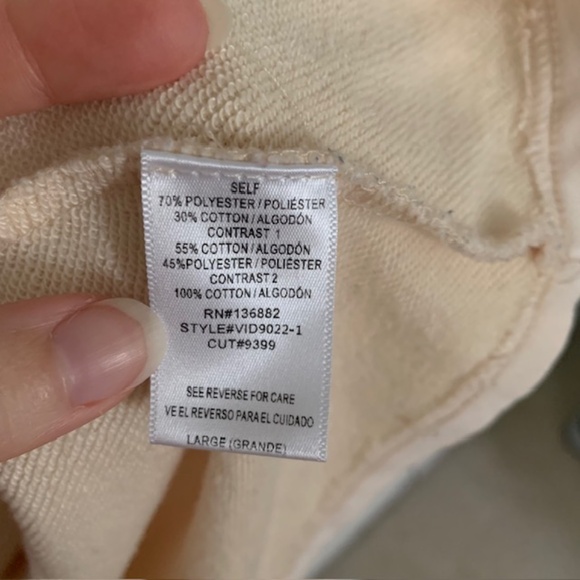 SELF
70% POLYESTER / POLIÉSTER
30% COTTON / ALGODÓN
CONTRAST 1
55% COTTON / ALGODÓN
45%POLYESTER / POLIÉSTER
CONTRAST 2
100% COTTON / ALGODÓN
RN#136882
STYLE#VID9022-1
CUT#9399
SEE REVERSE FOR CARE
VE EL REVERSO PARA EL CUIDADO
LARGE (GRANDE)